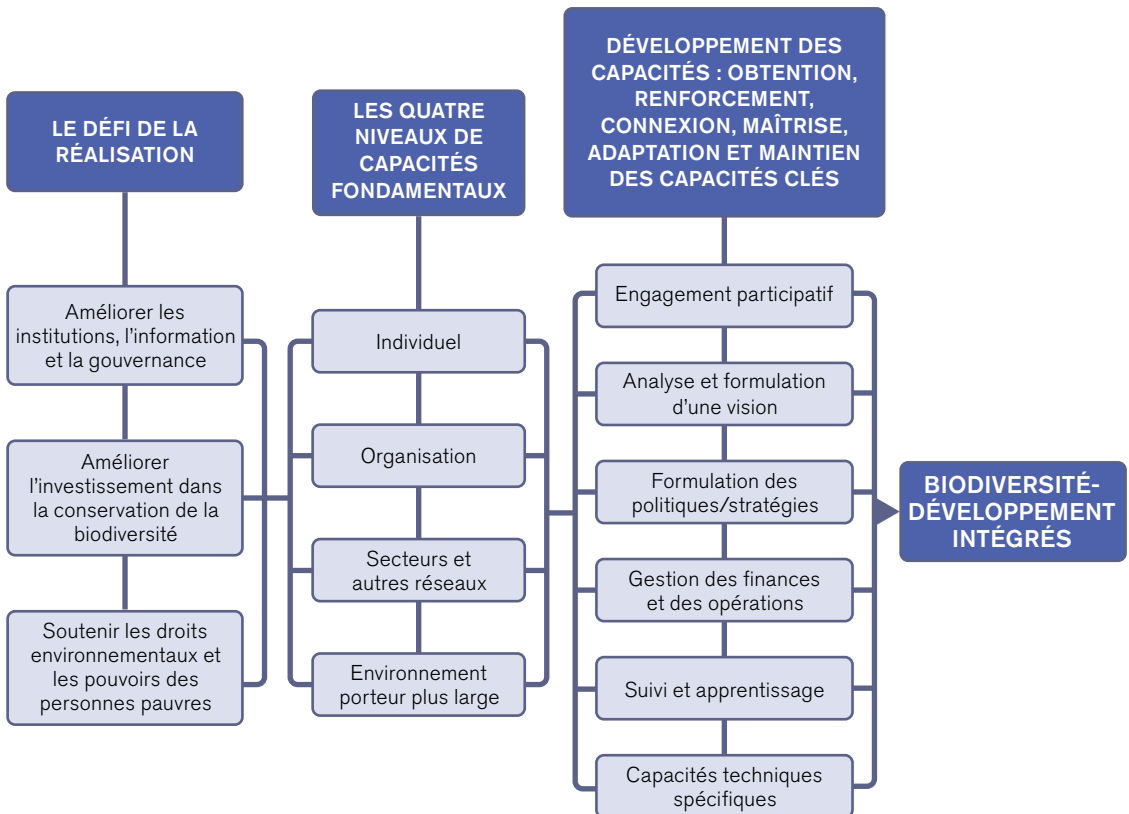 LE DÉFI DE LA
RÉALISATION
Améliorer les
institutions, l’information
et la gouvernance
Améliorer
l’investissement dans
la conservation de la
biodiversité
Soutenir les droits
environnementaux et
les pouvoirs des
personnes pauvres
LES QUATRE
NIVEAUX DE
CAPACITÉS
FONDAMENTAUX
Individuel
Organisation
Secteurs et
autres réseaux
Environnement
porteur plus large
DÉVELOPPEMENT DES
CAPACITÉS : OBTENTION,
RENFORCEMENT,
CONNEXION, MAÎTRISE,
ADAPTATION ET MAINTIEN
DES CAPACITÉS CLÉS
Engagement participatif
Analyse et formulation
d’une vision
Formulation des
politiques/stratégies
Gestion des finances
et des opérations
Suivi et apprentissage
Capacités techniques
spécifiques
BIODIVERSITÉ-
DÉVELOPPEMENT
INTÉGRÉS